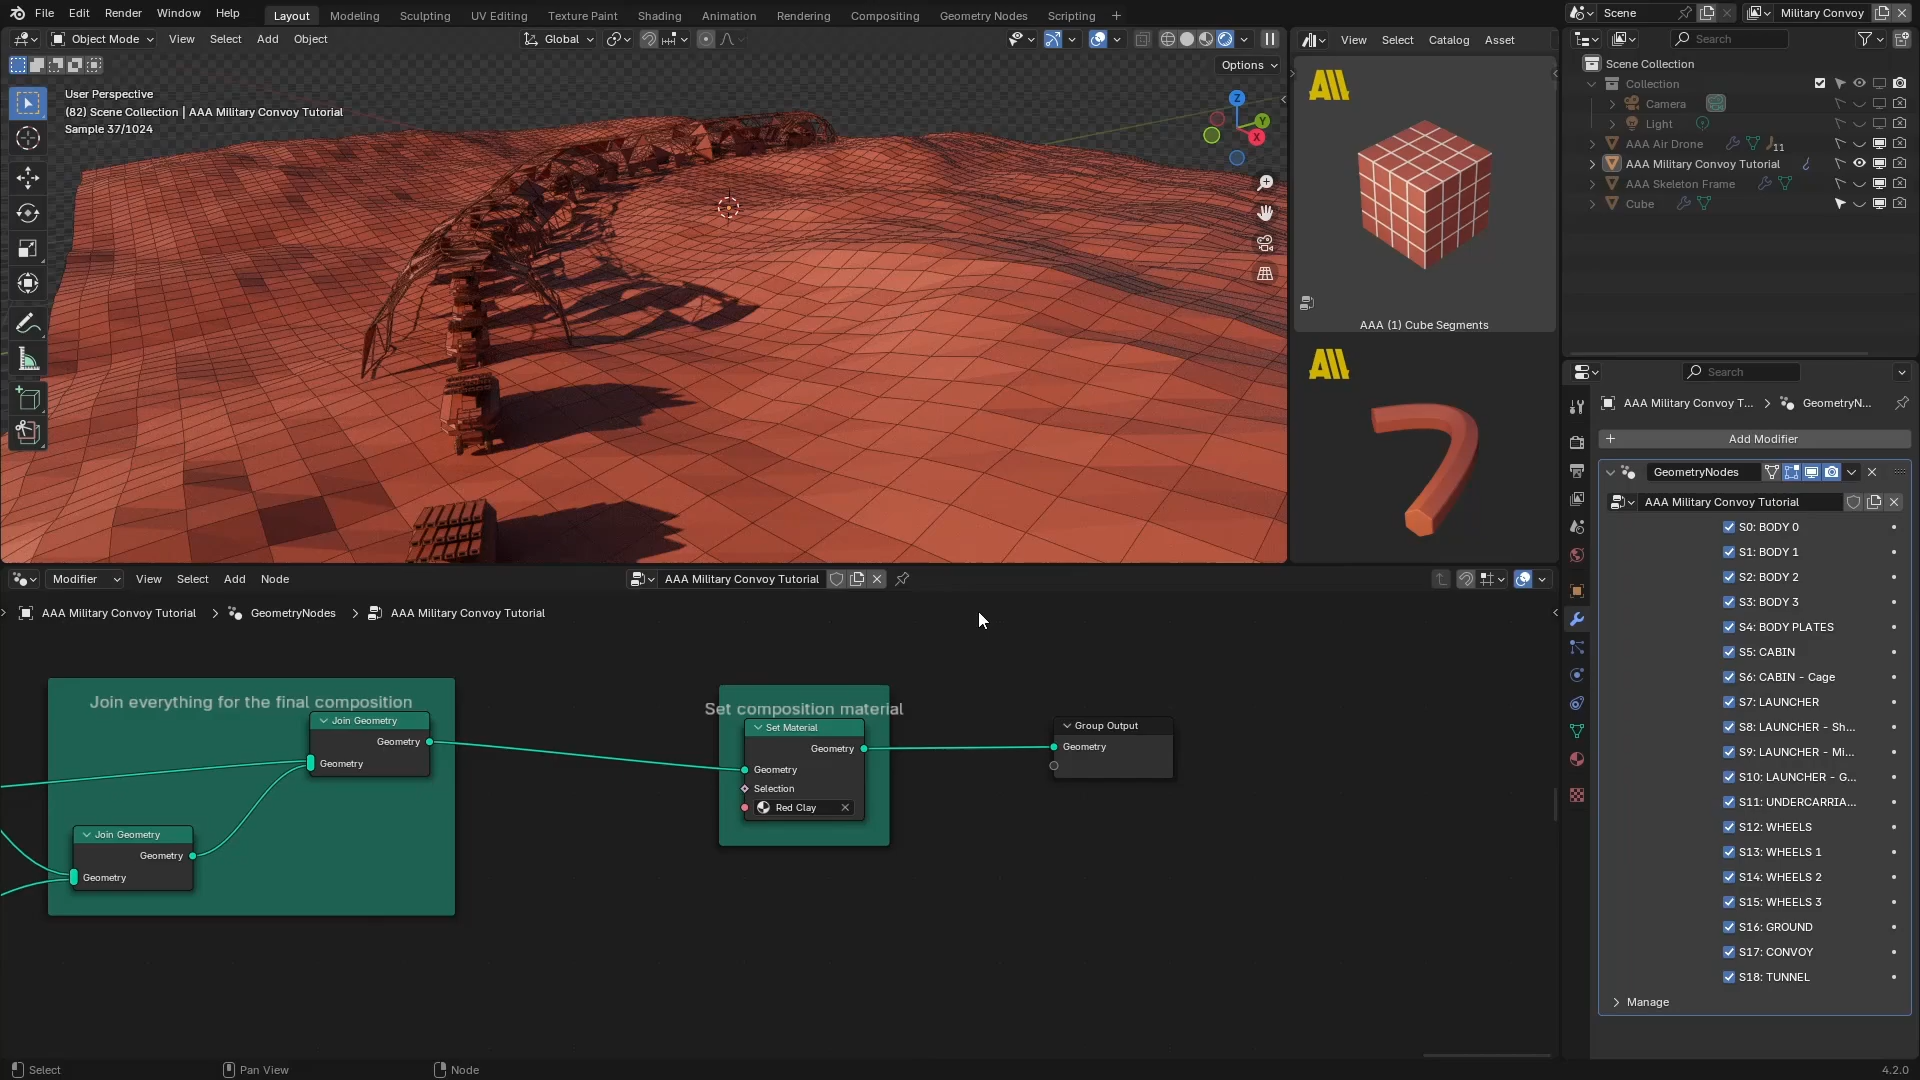 File Edit Render Window Help Layout Modeling Sculpting UV Editing Texture Paint Shading Animation Rendering Compositing Geometry Nodes Scripting +
Scene Military Convoy
Object Mode View Select Add Object Global
View Select Catalog Asset
Search
Options
User Perspective
(82) Scene Collection | AAA Military Convoy Tutorial
Sample 37/1024
Z
Y
X
AAA (1) Cube Segments
Scene Collection
Collection
Camera
Light
AAA Air Drone 11
AAA Military Convoy Tutorial
AAA Skeleton Frame
Cube
Search
AAA Military Convoy T... > GeometryN...
+ Add Modifier
GeometryNodes
AAA Military Convoy Tutorial
S0: BODY 0
S1: BODY 1
S2: BODY 2
S3: BODY 3
S4: BODY PLATES
S5: CABIN
S6: CABIN - Cage
S7: LAUNCHER
S8: LAUNCHER - Sh...
S9: LAUNCHER - Mi...
S10: LAUNCHER - G...
S11: UNDERCARRIA...
S12: WHEELS
S13: WHEELS 1
S14: WHEELS 2
S15: WHEELS 3
S16: GROUND
S17: CONVOY
S18: TUNNEL
Manage
Modifier View Select Add Node AAA Military Convoy Tutorial
AAA Military Convoy Tutorial > GeometryNodes > AAA Military Convoy Tutorial
Join everything for the final composition
Join Geometry
Geometry
Geometry
Join Geometry
Geometry
Geometry
Set composition material
Set Material
Geometry
Geometry
Selection
Red Clay
Group Output
Geometry
Select Pan View Node 4.2.0